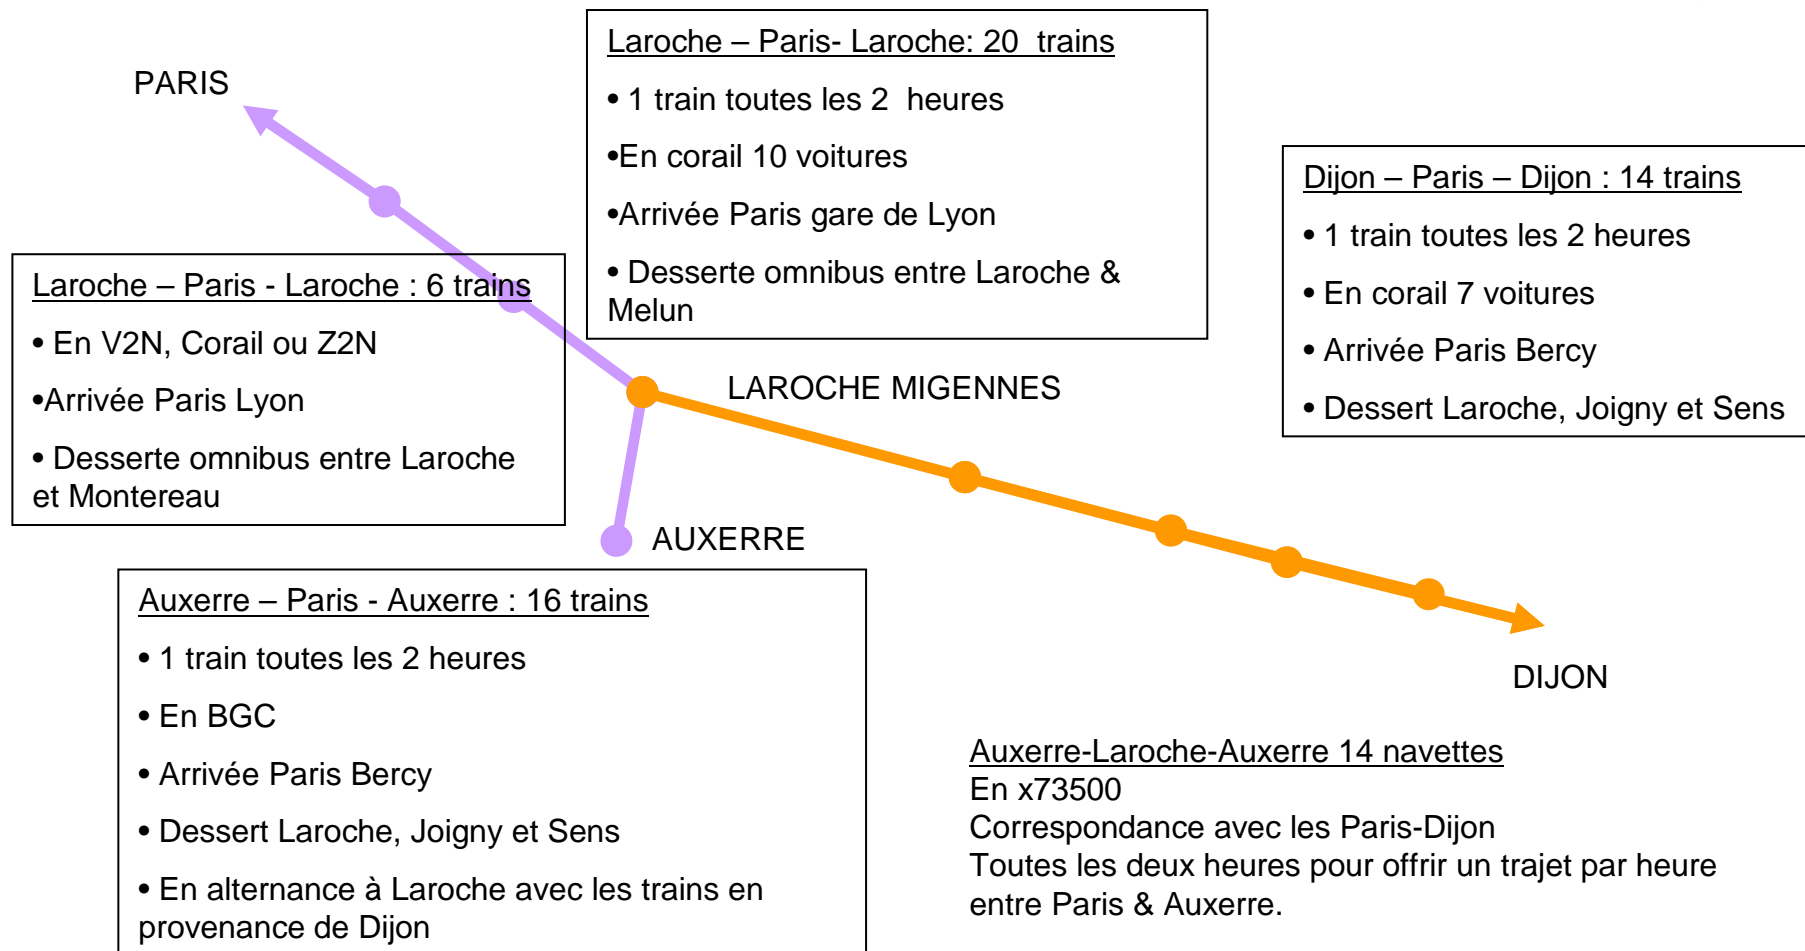 PARIS
Laroche – Paris- Laroche: 20  trains
• 1 train toutes les 2  heures
•En corail 10 voitures
•Arrivée Paris gare de Lyon
• Desserte omnibus entre Laroche &
Melun
Dijon – Paris – Dijon : 14 trains
• 1 train toutes les 2 heures
• En corail 7 voitures
• Arrivée Paris Bercy
• Dessert Laroche, Joigny et Sens
Laroche – Paris - Laroche : 6 trains
• En V2N, Corail ou Z2N
•Arrivée Paris Lyon
• Desserte omnibus entre Laroche
et Montereau
LAROCHE MIGENNES
AUXERRE
Auxerre – Paris - Auxerre : 16 trains
• 1 train toutes les 2 heures
• En BGC
• Arrivée Paris Bercy
• Dessert Laroche, Joigny et Sens
• En alternance à Laroche avec les trains en
provenance de Dijon
DIJON
Auxerre-Laroche-Auxerre 14 navettes
En x73500
Correspondance avec les Paris-Dijon
Toutes les deux heures pour offrir un trajet par heure
entre Paris & Auxerre.